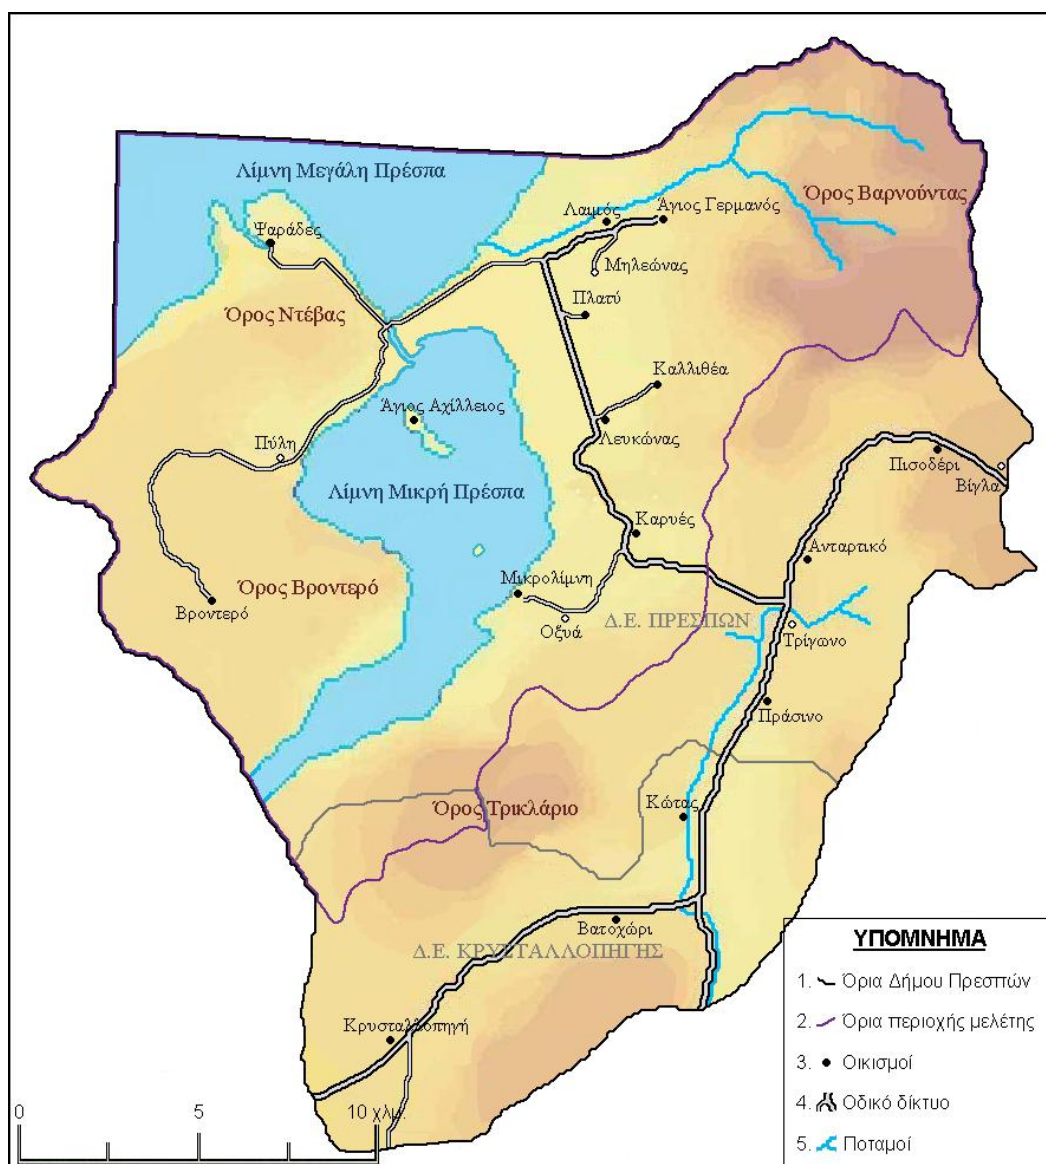 Λίμνη Μεγάλη Πρέσπα
Όρος Βαρνούντας
Λαιμός
Άγιος Γερμανός
Ψαράδες
Μηλεώνας
Πλατύ
Όρος Ντέβας
Καλλιθέα
Άγιος Αχίλλειος
Λευκώνας
Πύλη
Πισοδέρι
Βίγλα
Λίμνη Μικρή Πρέσπα
Καρυές
Ανταρτικό
Όρος Βροντερό
Μικρολίμνη
Βροντερό
Οξυά
Δ.Ε. ΠΡΕΣΠΩΝ
Τρίγωνο
Πράσινο
Όρος Τρικλάριο
Κώτας
Βατοχώρι
Δ.Ε. ΚΡΥΣΤΑΛΛΟΠΗΓΗΣ
Κρυσταλλοπηγή
0 5 10 χλμ.
ΥΠΟΜΝΗΜΑ
1. Όρια Δήμου Πρεσπών
2. Όρια περιοχής μελέτης
3. Οικισμοί
4. Οδικό δίκτυο
5. Ποταμοί